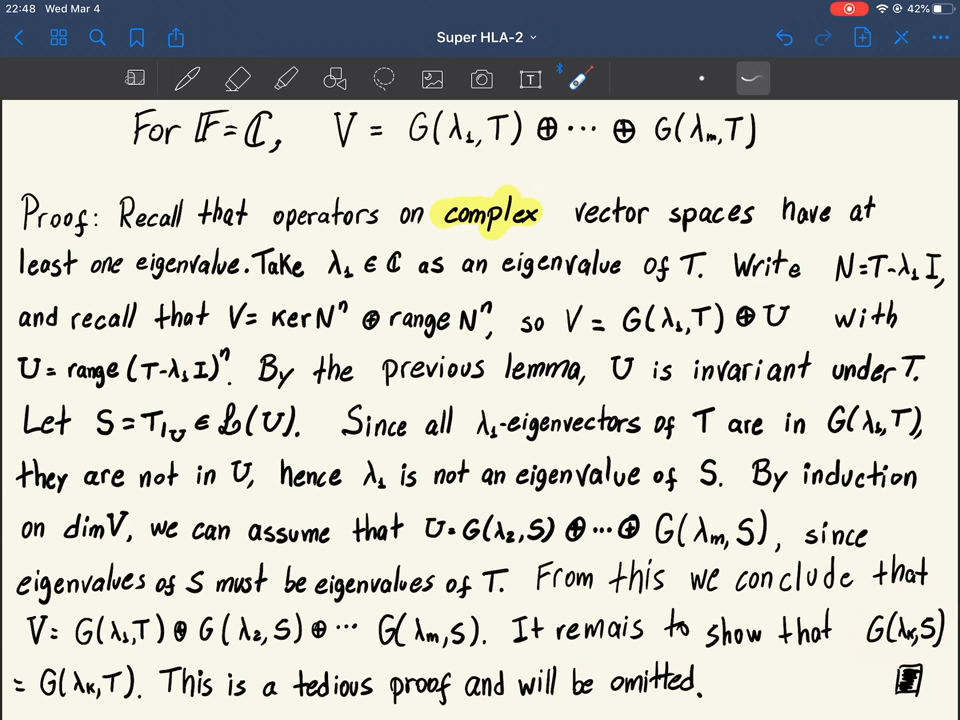 22:48 Wed Mar 4
42%
Super HLA-2
T
For 𝔽=ℂ, V = G(λ₁,T) ⊕ ⋯ ⊕ G(λₘ,T)
Proof: Recall that operators on complex vector spaces have at
least one eigenvalue. Take λ₁ ∈ ℂ as an eigenvalue of T. Write N=T-λ₁I,
and recall that V= KerNⁿ ⊕ rangeNⁿ, so V = G(λ₁,T) ⊕ U with
U= range(T-λ₁I)ⁿ. By the previous lemma, U is invariant under T.
Let S=T|ᵤ ∈ ℒ(U). Since all λ₁-eigenvectors of T are in G(λ₁,T),
they are not in U, hence λ₁ is not an eigenvalue of S. By induction
on dimV, we can assume that U=G(λ₂,S) ⊕ ⋯ ⊕ G(λₘ,S), since
eigenvalues of S must be eigenvalues of T. From this we conclude that
V= G(λ₁,T) ⊕ G(λ₂,S) ⊕ ⋯ G(λₘ,S). It remais to show that G(λₖ,S)
= G(λₖ,T). This is a tedious proof and will be omitted.